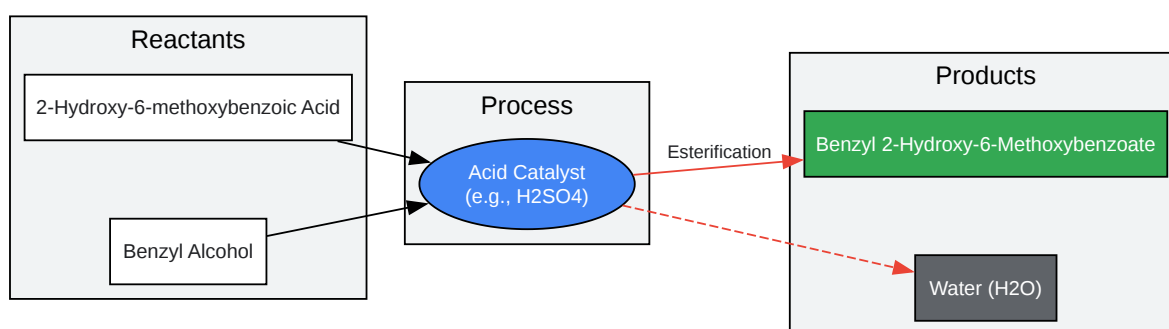 Reactants
2-Hydroxy-6-methoxybenzoic Acid
Benzyl Alcohol
Process
Acid Catalyst
(e.g., H2SO4)
Esterification
Products
Benzyl 2-Hydroxy-6-Methoxybenzoate
Water (H2O)